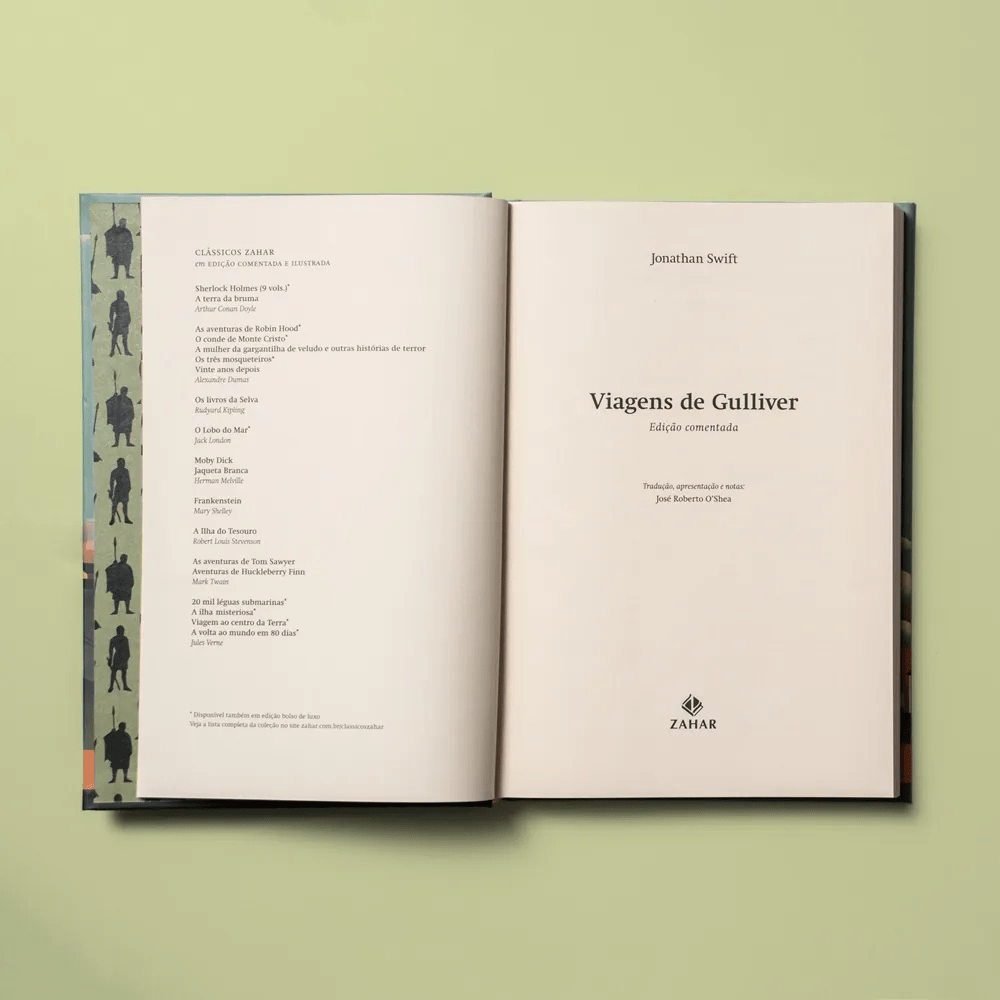 CLÁSSICOS ZAHAR
em EDIÇÃO COMENTADA E ILUSTRADA
Sherlock Holmes (9 vols.)*
A terra da bruma
Arthur Conan Doyle
As aventuras de Robin Hood*
O conde de Monte Cristo*
A mulher da gargantilha de veludo e outras histórias de terror
Os três mosqueteiros*
Vinte anos depois
Alexandre Dumas
Os livros da Selva
Rudyard Kipling
O Lobo do Mar*
Jack London
Moby Dick
Jaqueta Branca
Herman Melville
Frankenstein
Mary Shelley
A Ilha do Tesouro
Robert Louis Stevenson
As aventuras de Tom Sawyer
Aventuras de Huckleberry Finn
Mark Twain
20 mil léguas submarinas*
A ilha misteriosa*
Viagem ao centro da Terra*
A volta ao mundo em 80 dias*
Jules Verne
* Disponível também em edição bolso de luxo
Veja a lista completa da coleção no site zahar.com.br/classicoszahar
Jonathan Swift
Viagens de Gulliver
Edição comentada
Tradução, apresentação e notas:
José Roberto O'Shea
ZAHAR